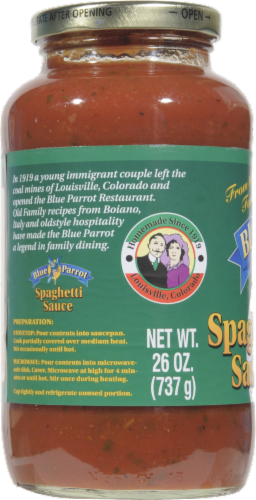 ATE AFTER OPENING
OPEN
In 1919 a young immigrant couple left the
coal mines of Louisville, Colorado and
opened the Blue Parrot Restaurant.
Old Family recipes from Boiano,
Italy and oldstyle hospitality
have made the Blue Parrot
a legend in family dining.
Homemade Since 1919
Louisville, Colorado
Blue Parrot
Spaghetti
Sauce
PREPARATION:
STOVETOP: Pour contents into saucepan.
Cook partially covered over medium heat.
Stir occasionally until hot.
MICROWAVE: Pour contents into microwave-
safe dish. Cover. Microwave at high for 4 min-
utes or until hot. Stir once during heating.
Cap tightly and refrigerate unused portion.
NET WT.
26 OZ.
(737 g)
From
Spag
Sa